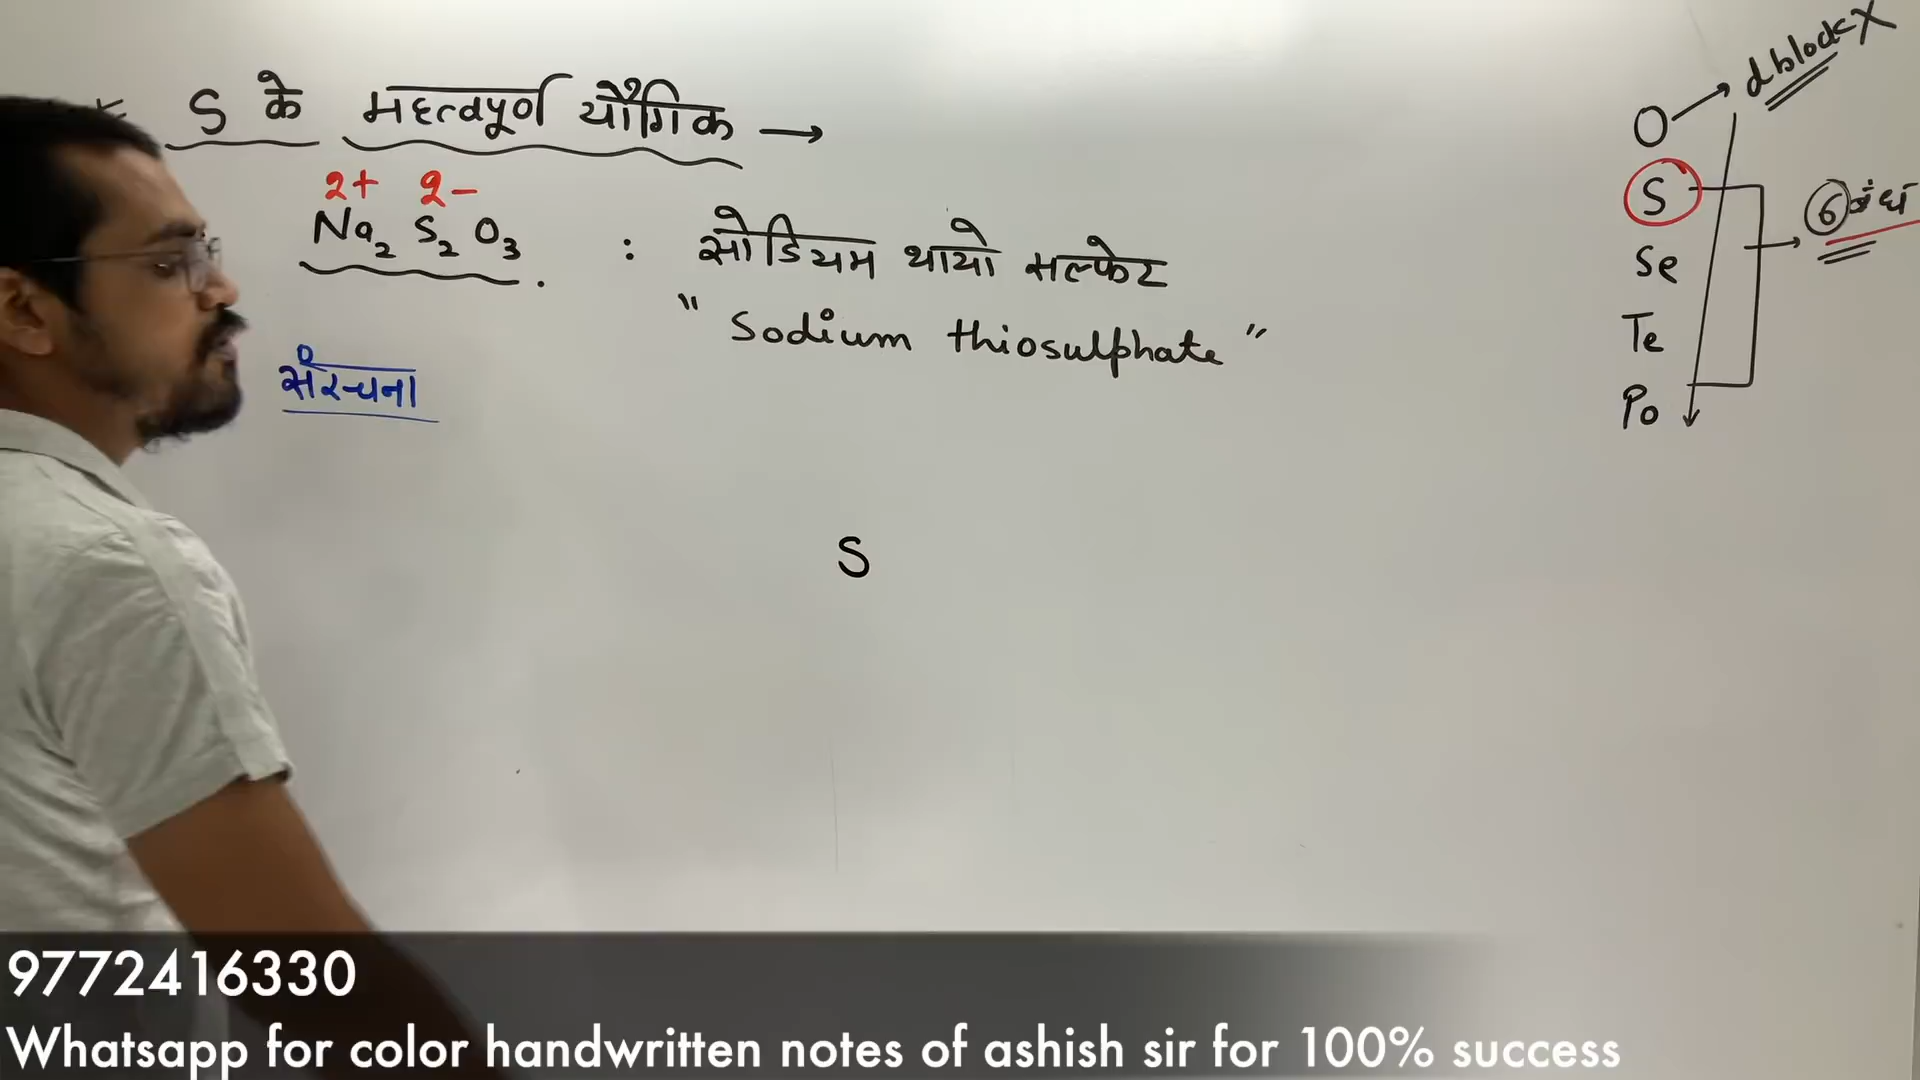 S के महत्वपूर्ण यौगिक →
2+ 2-
Na₂ S₂ O₃ . : सोडियम थायो सल्फेट
" Sodium thiosulphate "
संरचना
S
O → d block X
S
Se
Te
Po
6 बंध
9772416330
Whatsapp for color handwritten notes of ashish sir for 100% success